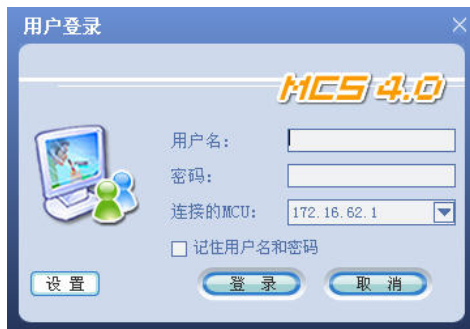 用户登录
MCS 4.0
用户名:
密码:
连接的MCU: 172.16.62.1
记住用户名和密码
设置 登录 取消